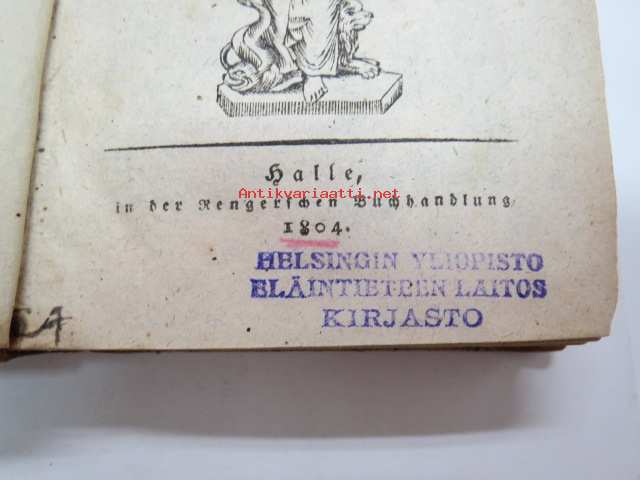 Halle,
Antikvariaatti.net
in der Rengerschen Buchhandlung,
1804.
HELSINGIN YLIOPISTO
ELÄINTIETEEN LAITOS
KIRJASTO